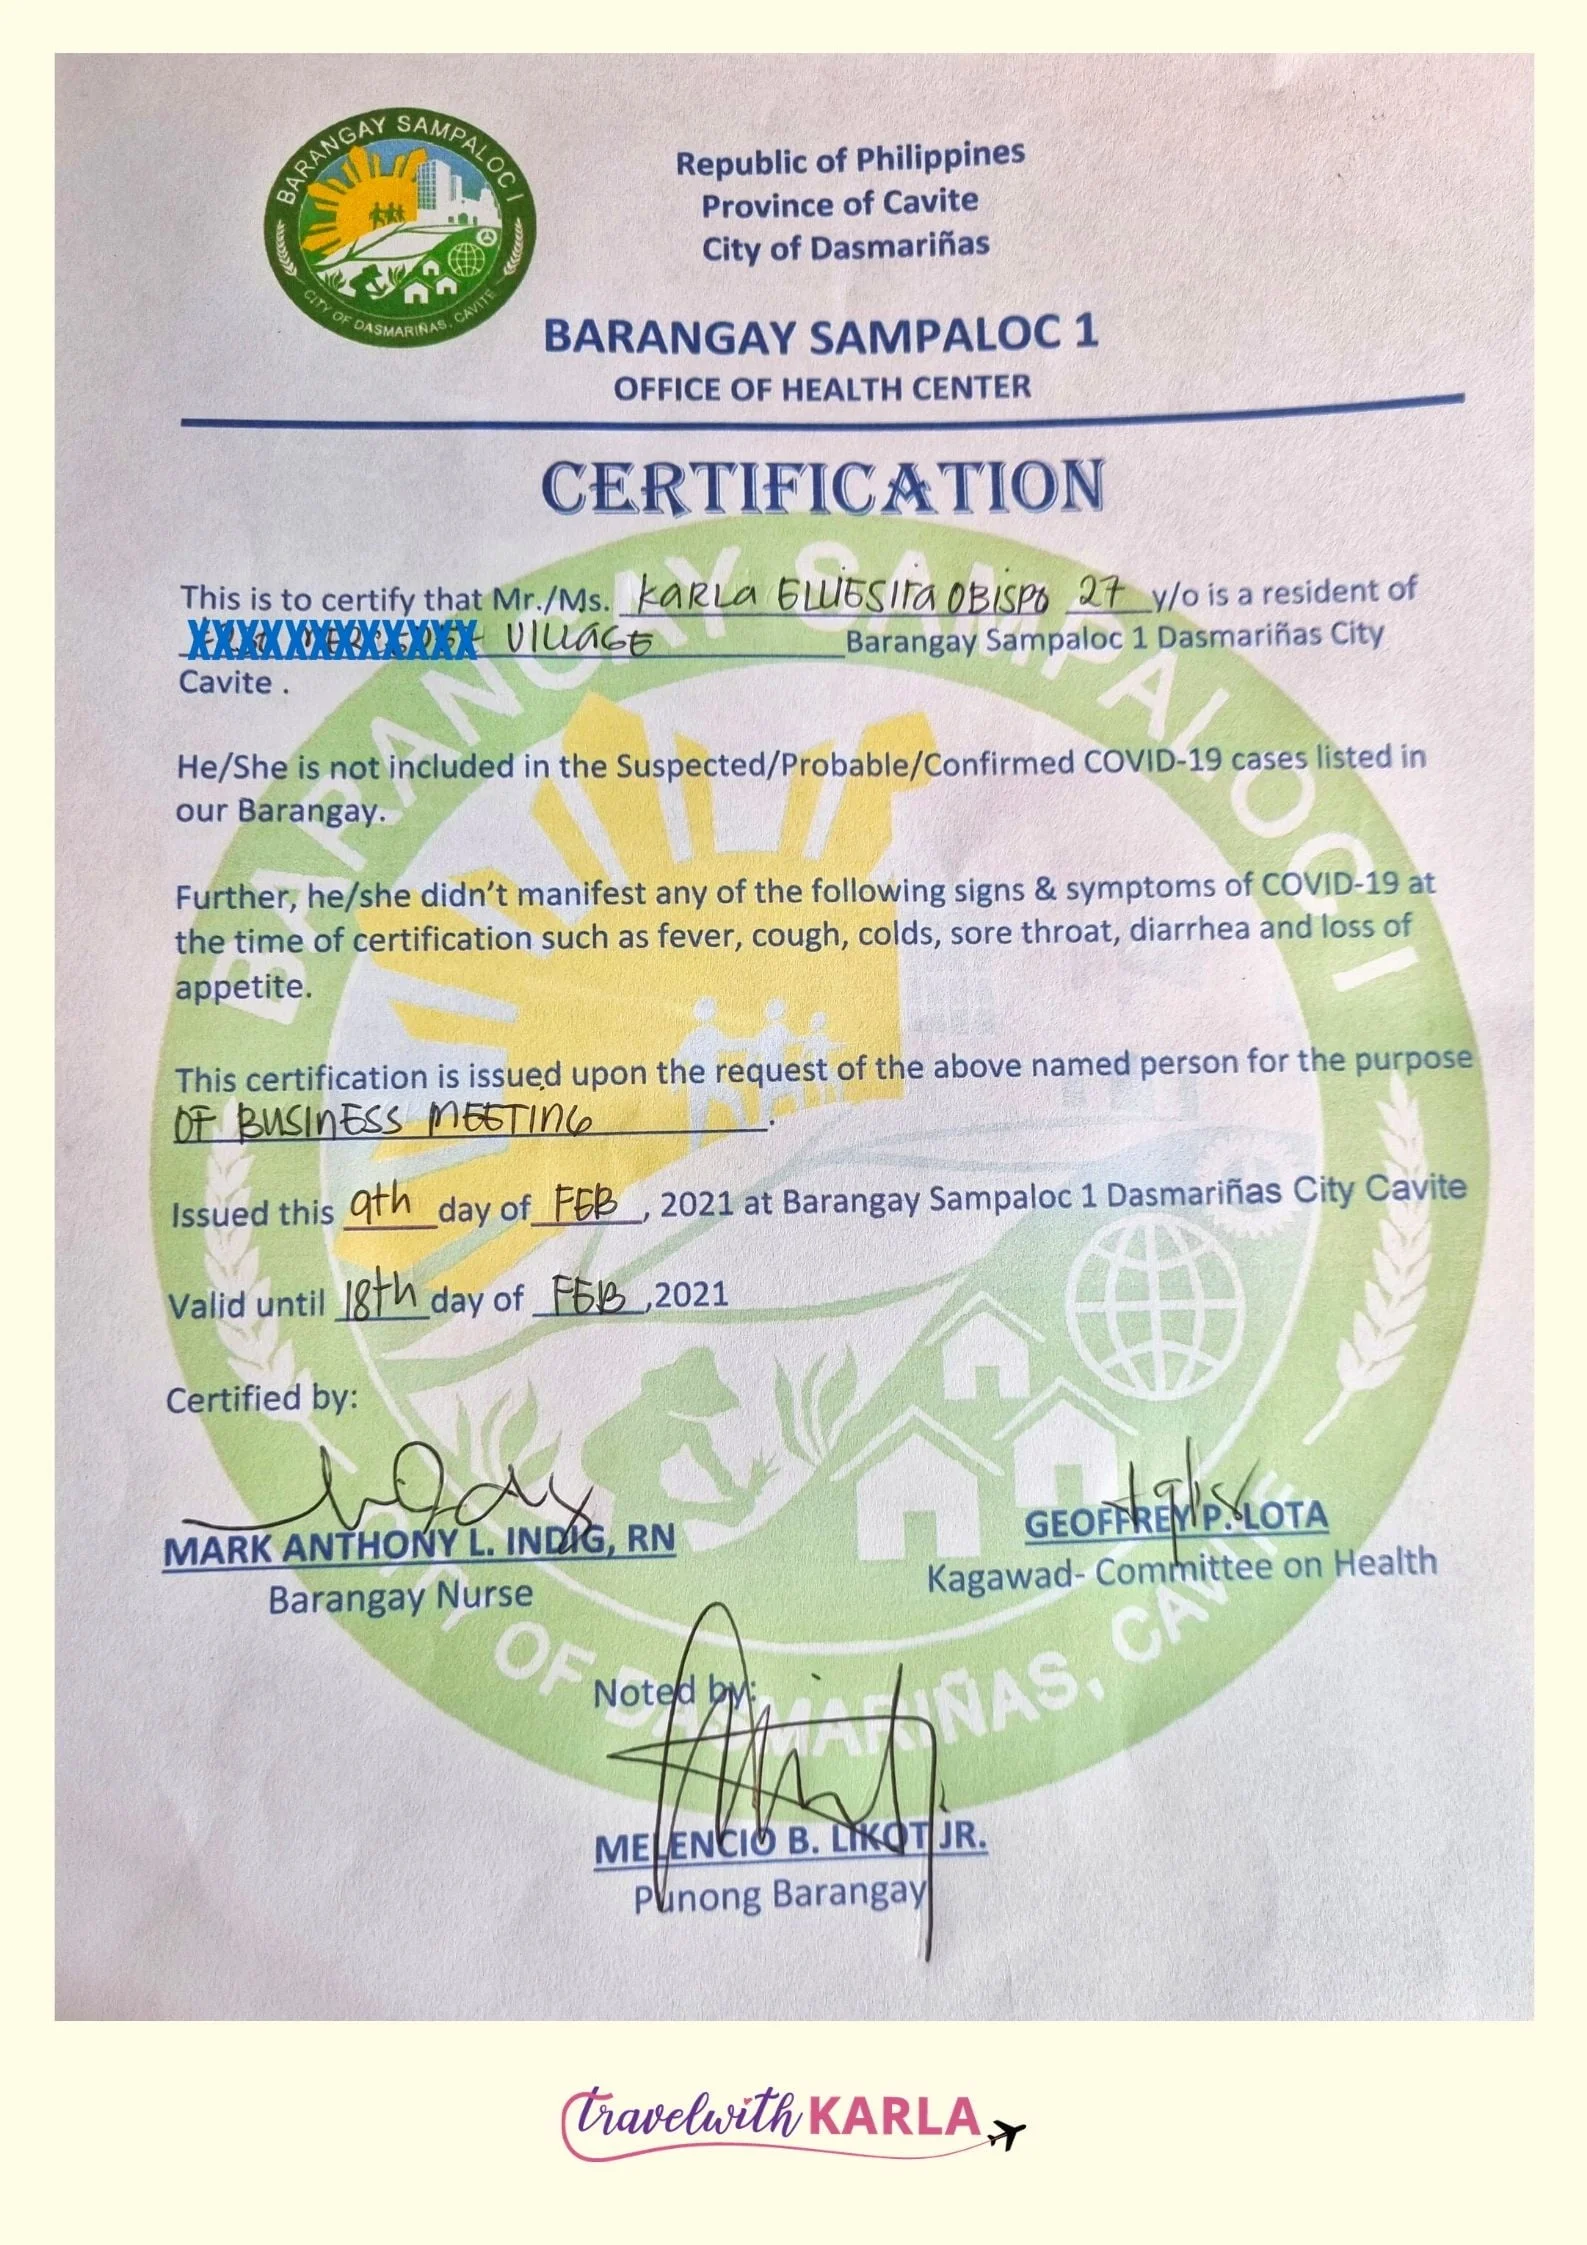 BARANGAY SAMPALOC I
CITY OF DASMARIÑAS, CAVITE
Republic of Philippines
Province of Cavite
City of Dasmariñas
BARANGAY SAMPALOC 1
OFFICE OF HEALTH CENTER
CERTIFICATION
This is to certify that Mr./Ms. KARLA ELLIESITA OBISPO 27 y/o is a resident of
XXXXXXXXXXXX VILLAGE Barangay Sampaloc 1 Dasmariñas City
Cavite .
He/She is not included in the Suspected/Probable/Confirmed COVID-19 cases listed in
our Barangay.
Further, he/she didn't manifest any of the following signs & symptoms of COVID-19 at
the time of certification such as fever, cough, colds, sore throat, diarrhea and loss of
appetite.
This certification is issued upon the request of the above named person for the purpose
OF BUSINESS MEETING.
Issued this 9th day of FEB, 2021 at Barangay Sampaloc 1 Dasmariñas City Cavite
Valid until 18th day of FEB,2021
Certified by:
MARK ANTHONY L. INDIG, RN
Barangay Nurse
GEOFFREY P. LOTA
Kagawad- Committee on Health
Noted by:
MELENCIO B. LIKOT JR.
Punong Barangay
BARANGAY SAMPALOC I
CITY OF DASMARIÑAS, CAVITE
travelwith KARLA